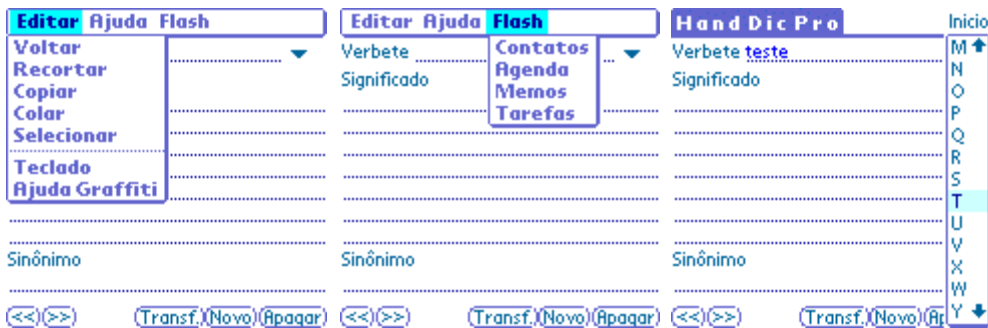 Editar Ajuda Flash
Voltar
Recortar
Copiar
Colar
Selecionar
Teclado
Ajuda Graffiti
Sinônimo
(<<)(>>) (Transf.)(Novo)(Apagar)
Editar Ajuda Flash
Verbete
Significado
Contatos
Agenda
Memos
Tarefas
Sinônimo
(<<)(>>) (Transf.)(Novo)(Apagar)
Hand Dic Pro Inicio
Verbete teste
Significado
M
N
O
P
Q
R
S
T
U
V
X
W
Y
Sinônimo
(<<)(>>) (Transf.)(Novo)(Ap